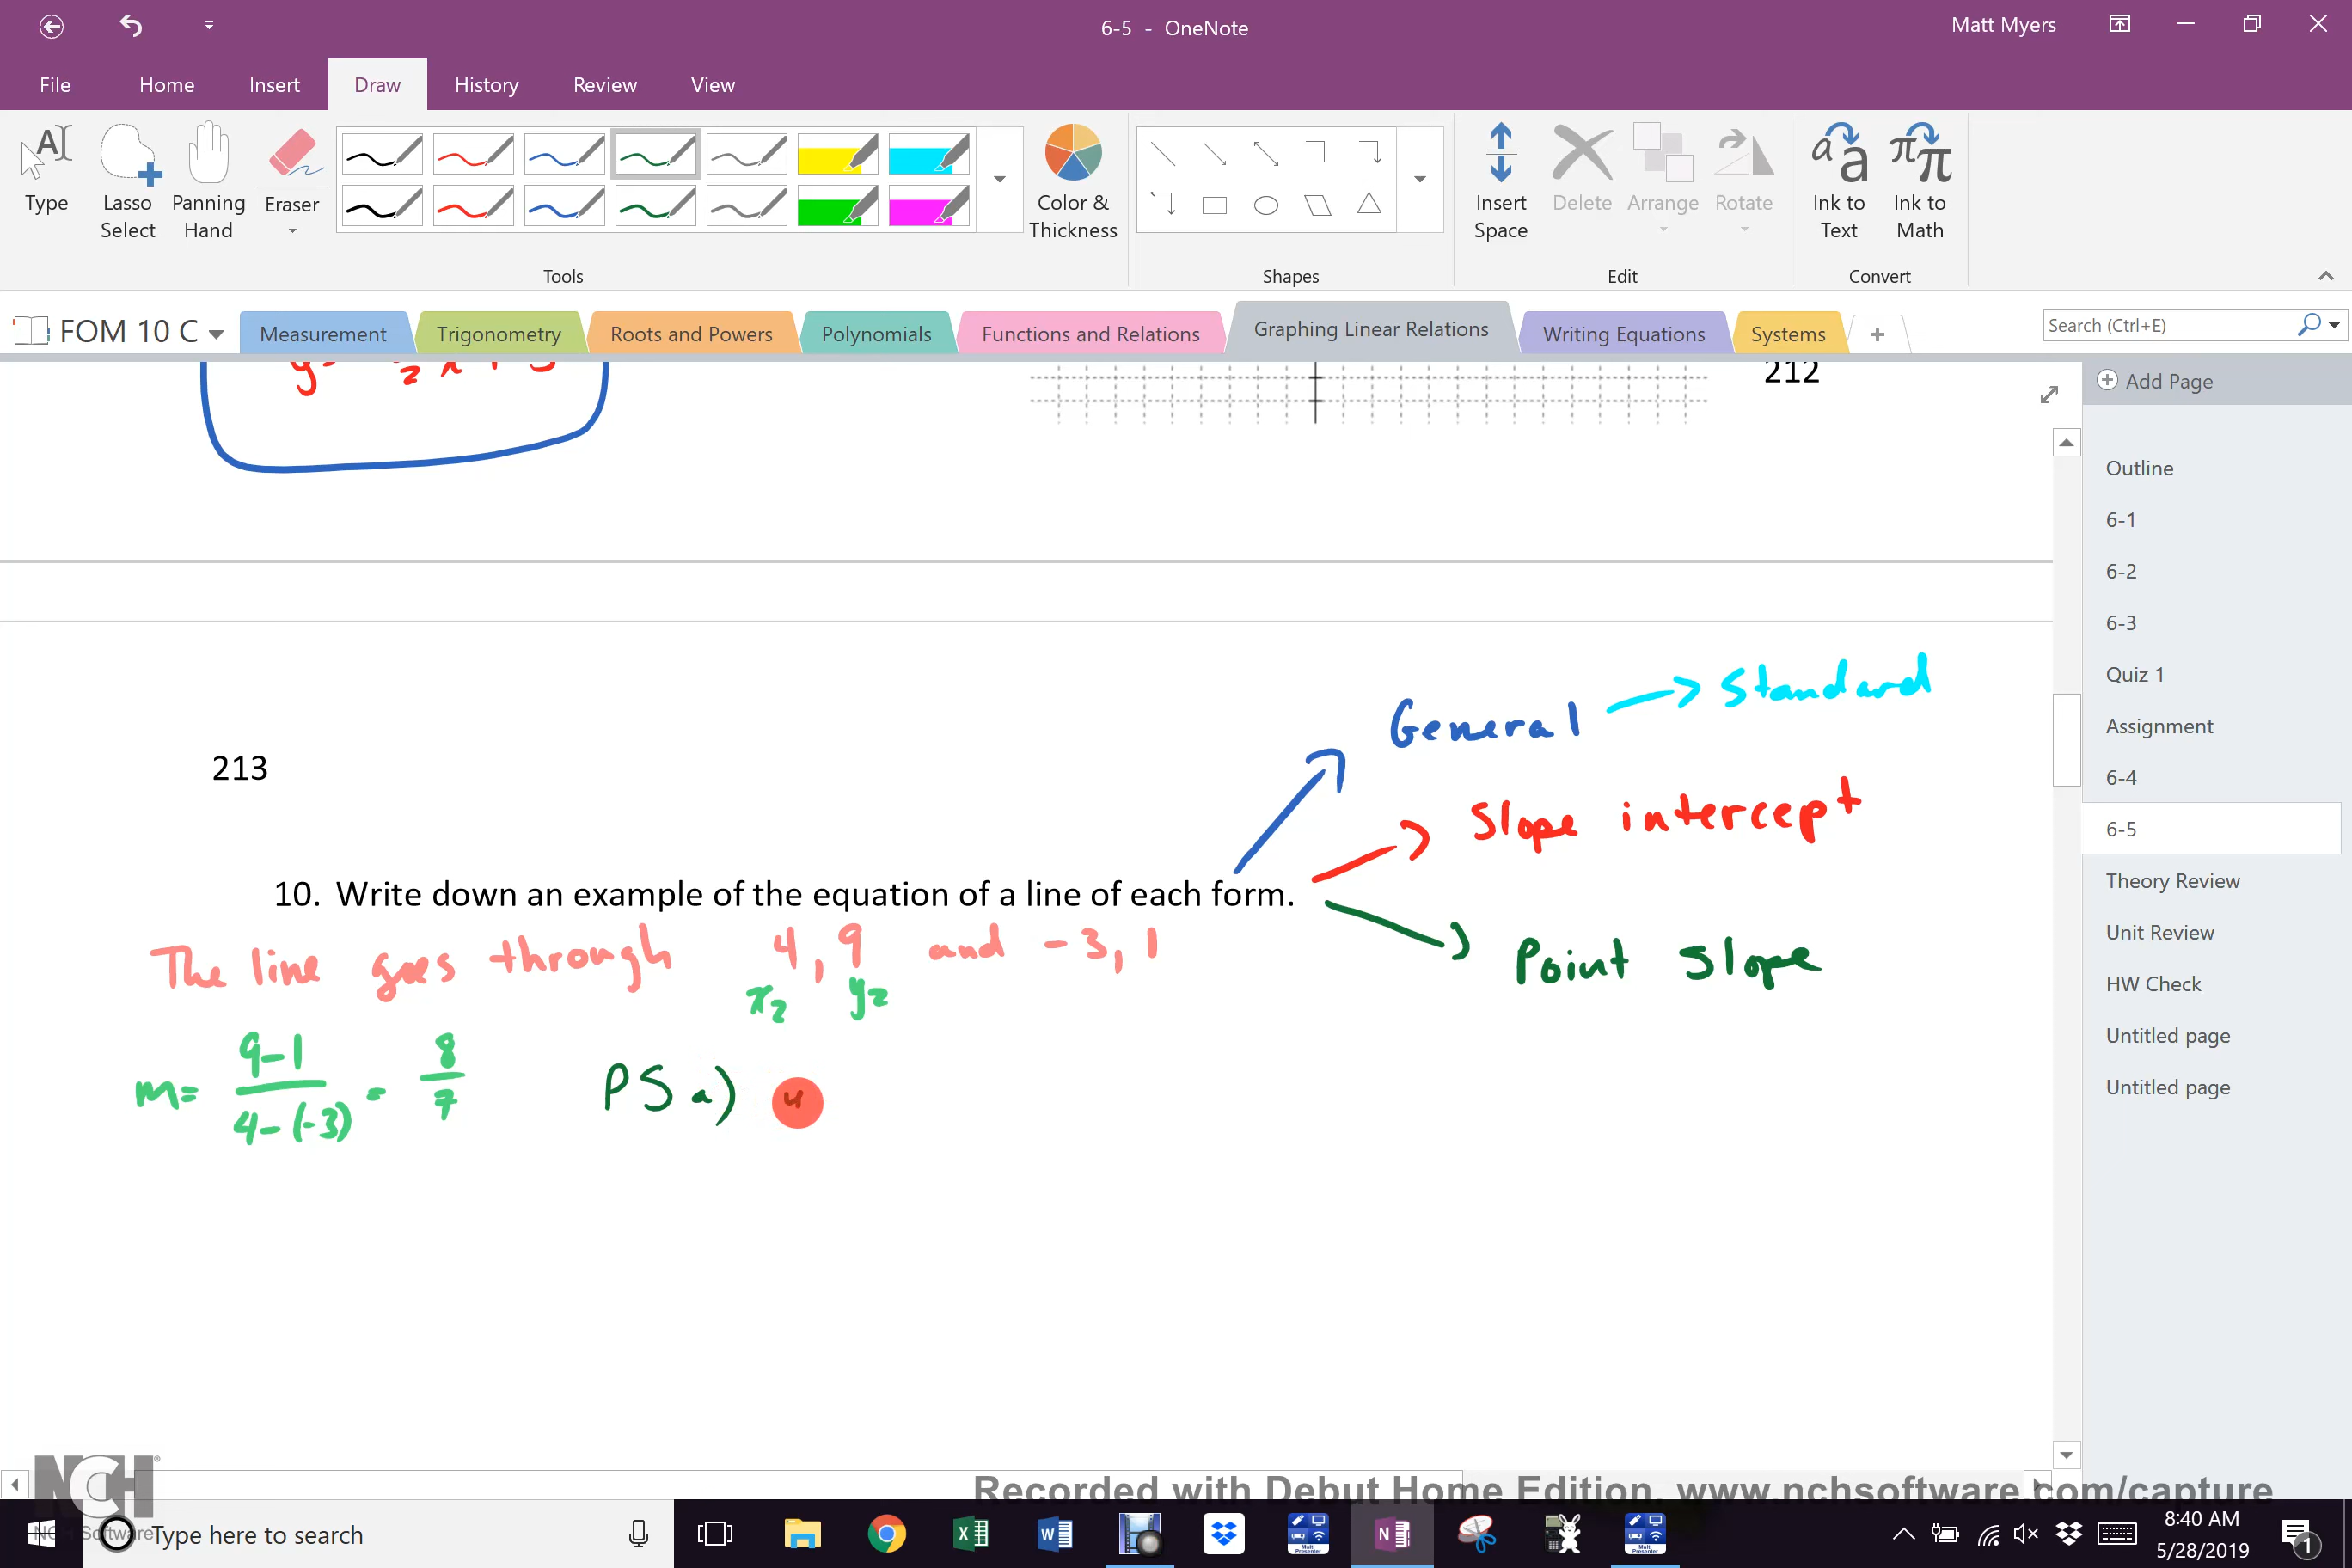 6-5 - OneNote
Matt Myers
File Home Insert Draw History Review View
Type
Lasso Select
Panning Hand
Eraser
Color & Thickness
Insert Space
Delete
Arrange
Rotate
Ink to Text
Ink to Math
Tools
Shapes
Edit
Convert
FOM 10 C
Measurement
Trigonometry
Roots and Powers
Polynomials
Functions and Relations
Graphing Linear Relations
Writing Equations
Systems
Search (Ctrl+E)
Add Page
Outline
6-1
6-2
6-3
Quiz 1
Assignment
6-4
6-5
Theory Review
Unit Review
HW Check
Untitled page
Untitled page
212
213
General → Standard
Slope intercept
10. Write down an example of the equation of a line of each form.
Point Slope
The line goes through 4, 9 and -3, 1
x2 y2
m= 9-1 / 4-(-3) = 8/7
PS a)
NCH
NCH Software
Recorded with Debut Home Edition. www.nchsoftware.com/capture
Type here to search
8:40 AM
5/28/2019
1